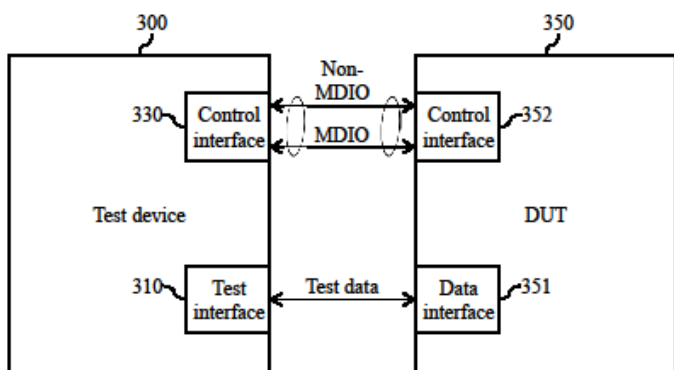 300
350
Non-
MDIO
330
Control
interface
MDIO
Control
interface
352
Test device
DUT
310
Test
interface
Test data
Data
interface
351